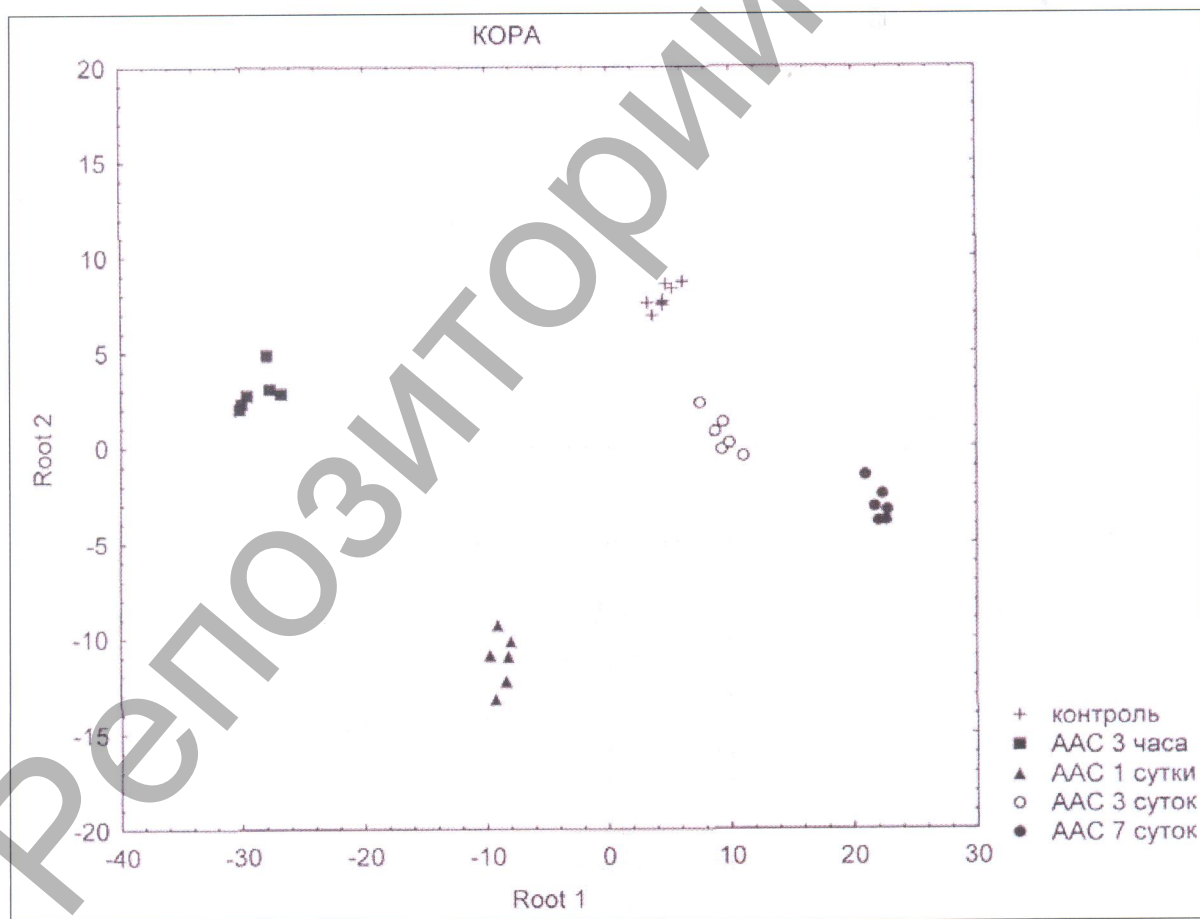 КОРА
20
15
10
5
0
-5
-10
-15
-20
Root 2
-40 -30 -20 -10 0 10 20 30
Root 1
контроль
ААС 3 часа
ААС 1 сутки
ААС 3 суток
ААС 7 суток
Репозитории